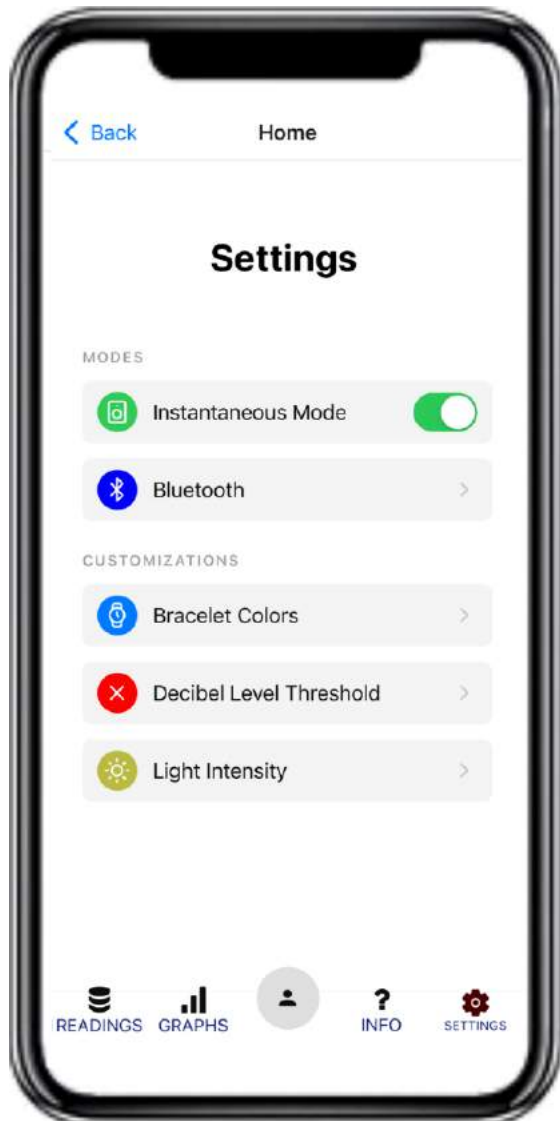 Back
Home
Settings
MODES
Instantaneous Mode
Bluetooth
CUSTOMIZATIONS
Bracelet Colors
Decibel Level Threshold
Light Intensity
READINGS
GRAPHS
?
INFO
SETTINGS